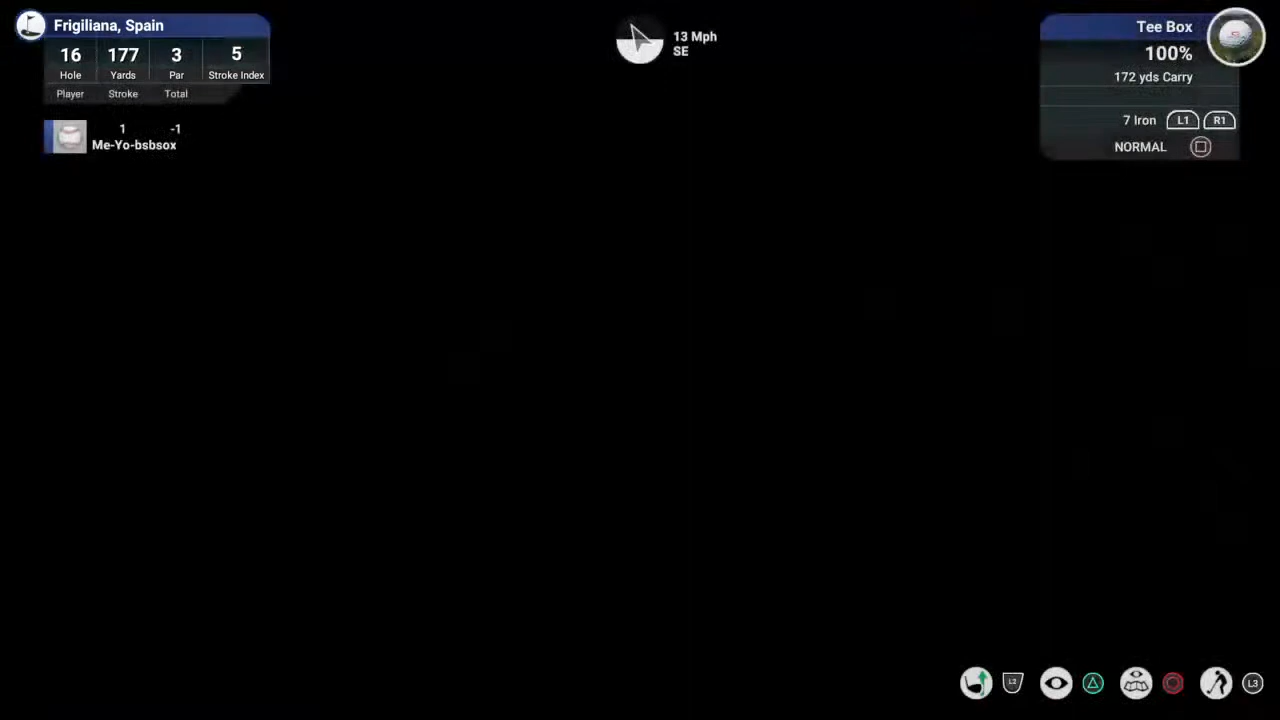 Frigiliana, Spain
16 177 3 5
Hole Yards Par Stroke Index
Player Stroke Total
1 -1
Me-Yo-bsbsox
13 Mph
SE
Tee Box
100%
172 yds Carry
7 Iron L1 R1
NORMAL
L2 L3